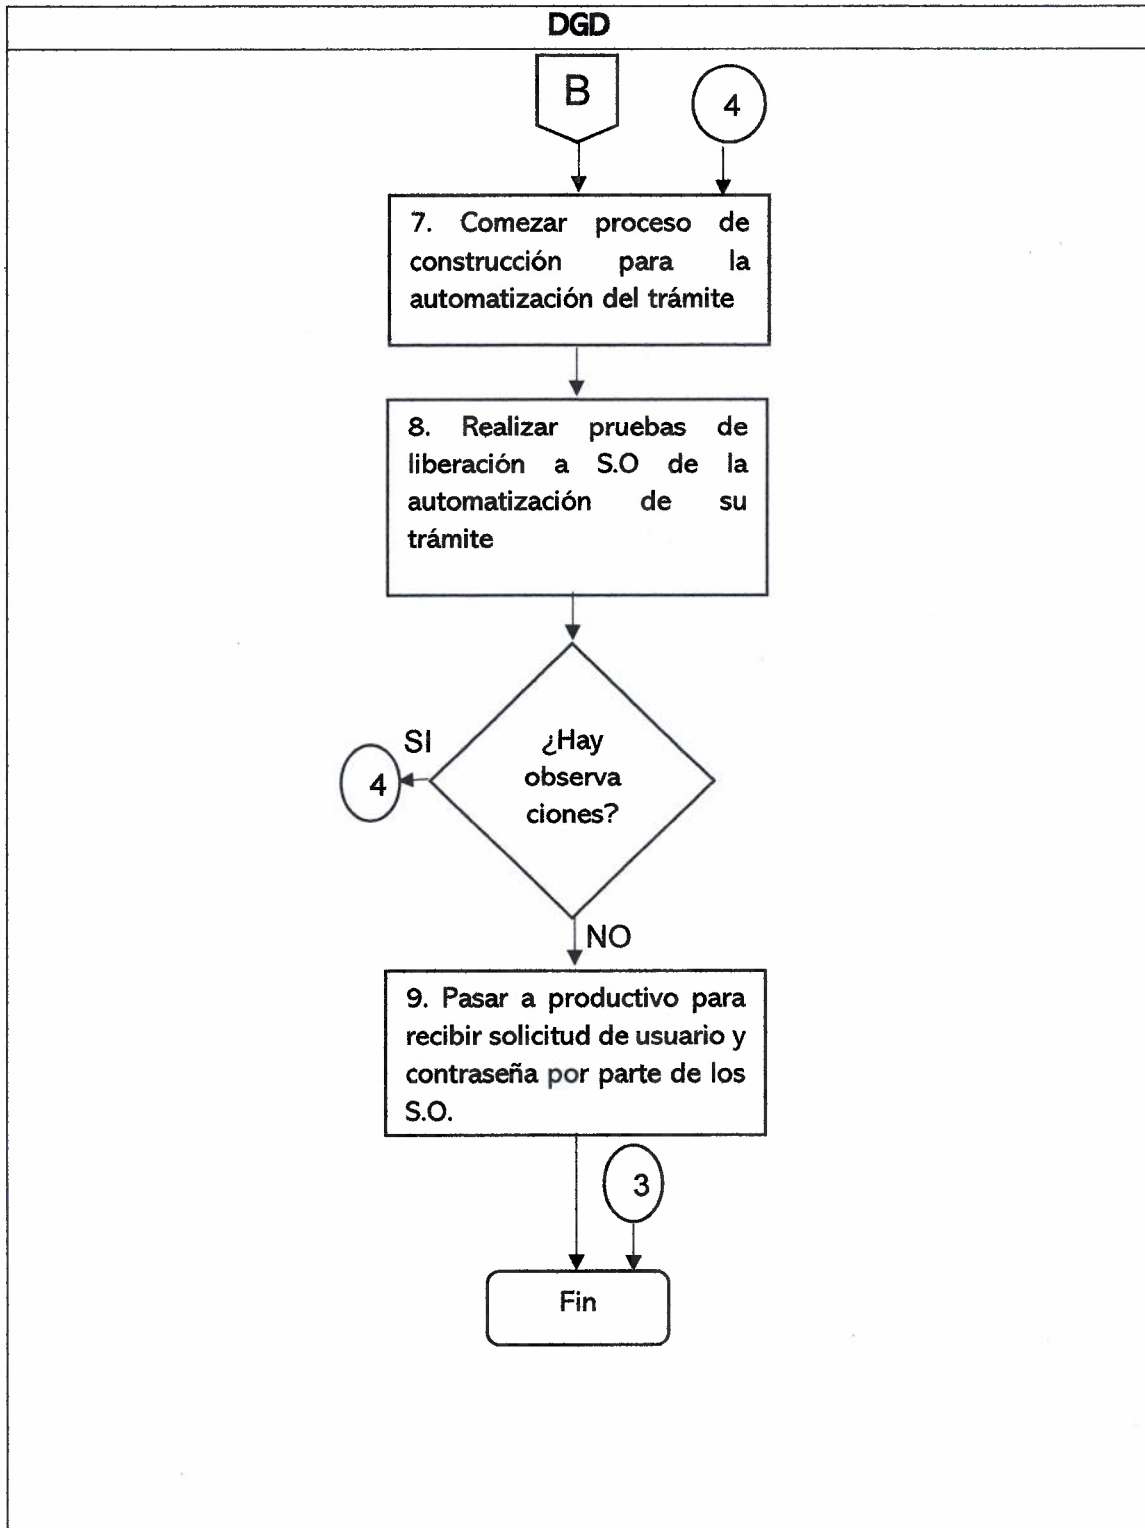 DGD
B
4
7. Comezar proceso de
construcción para la
automatización del trámite
8. Realizar pruebas de
liberación a S.O de la
automatización de su
trámite
SI
4
¿Hay
observa
ciones?
NO
9. Pasar a productivo para
recibir solicitud de usuario y
contraseña por parte de los
S.O.
3
Fin